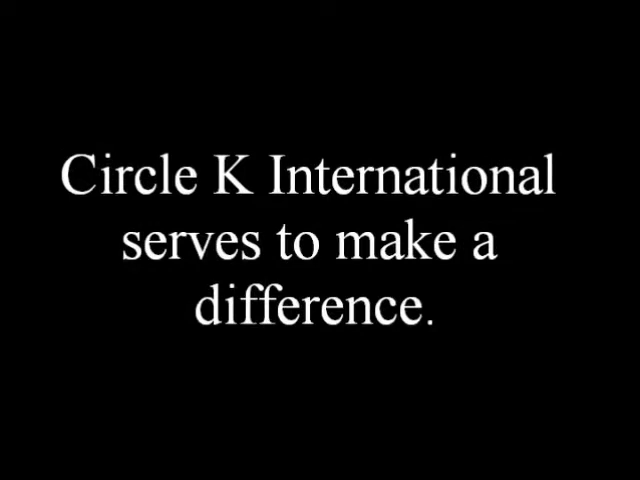 Circle K International
serves to make a
difference.